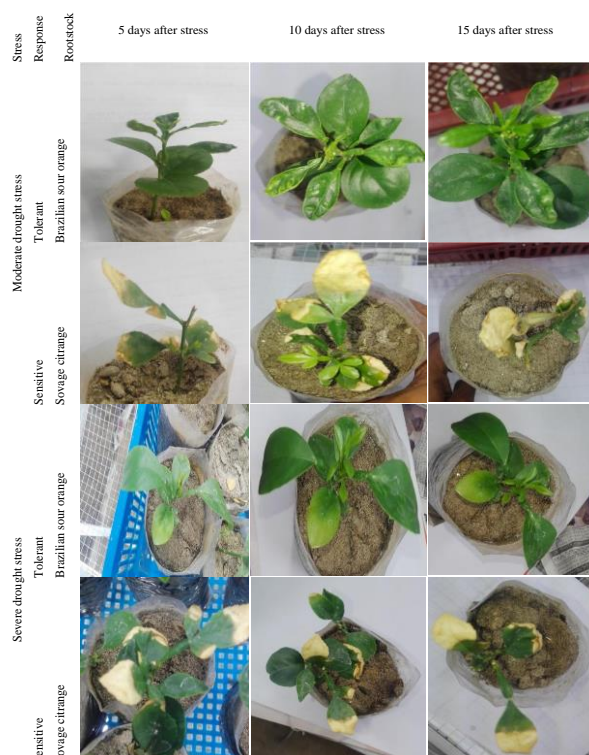 Stress
Response
Rootstock
5 days after stress
10 days after stress
15 days after stress
Moderate drought stress
Tolerant
Brazilian sour orange
Sensitive
Sovage citrange
Severe drought stress
Tolerant
Brazilian sour orange
ensitive
ovage citrange